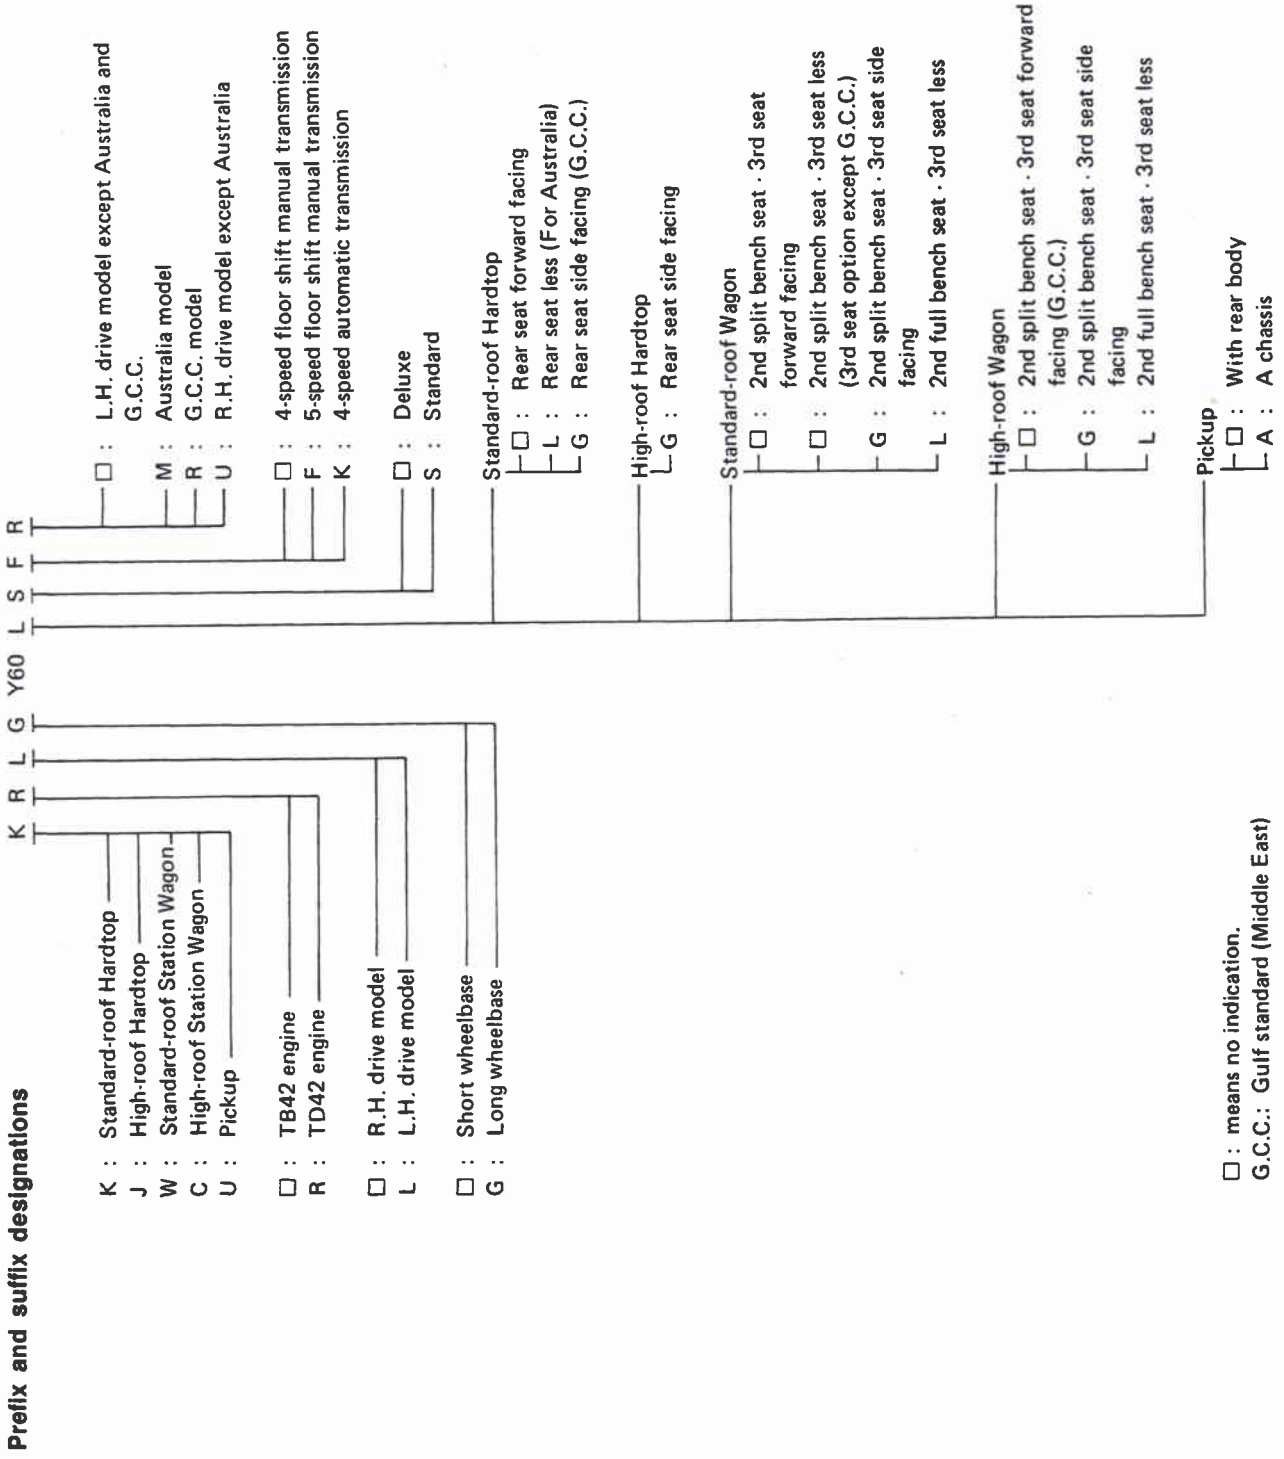 Prefix and suffix designations
K R L G Y60 L S F R
K : Standard-roof Hardtop
J : High-roof Hardtop
W : Standard-roof Station Wagon
C : High-roof Station Wagon
U : Pickup
□ : TB42 engine
R : TD42 engine
□ : R.H. drive model
L : L.H. drive model
□ : Short wheelbase
G : Long wheelbase
□ : L.H. drive model except Australia and
G.C.C.
M : Australia model
R : G.C.C. model
U : R.H. drive model except Australia
□ : 4-speed floor shift manual transmission
F : 5-speed floor shift manual transmission
K : 4-speed automatic transmission
□ : Deluxe
S : Standard
Standard-roof Hardtop
□ : Rear seat forward facing
L : Rear seat less (For Australia)
G : Rear seat side facing (G.C.C.)
High-roof Hardtop
G : Rear seat side facing
Standard-roof Wagon
□ : 2nd split bench seat · 3rd seat
forward facing
□ : 2nd split bench seat · 3rd seat less
(3rd seat option except G.C.C.)
G : 2nd split bench seat · 3rd seat side
facing
L : 2nd full bench seat · 3rd seat less
High-roof Wagon
□ : 2nd split bench seat · 3rd seat forward
facing (G.C.C.)
G : 2nd split bench seat · 3rd seat side
facing
L : 2nd full bench seat · 3rd seat less
Pickup
□ : With rear body
A : A chassis
□ : means no indication.
G.C.C.: Gulf standard (Middle East)